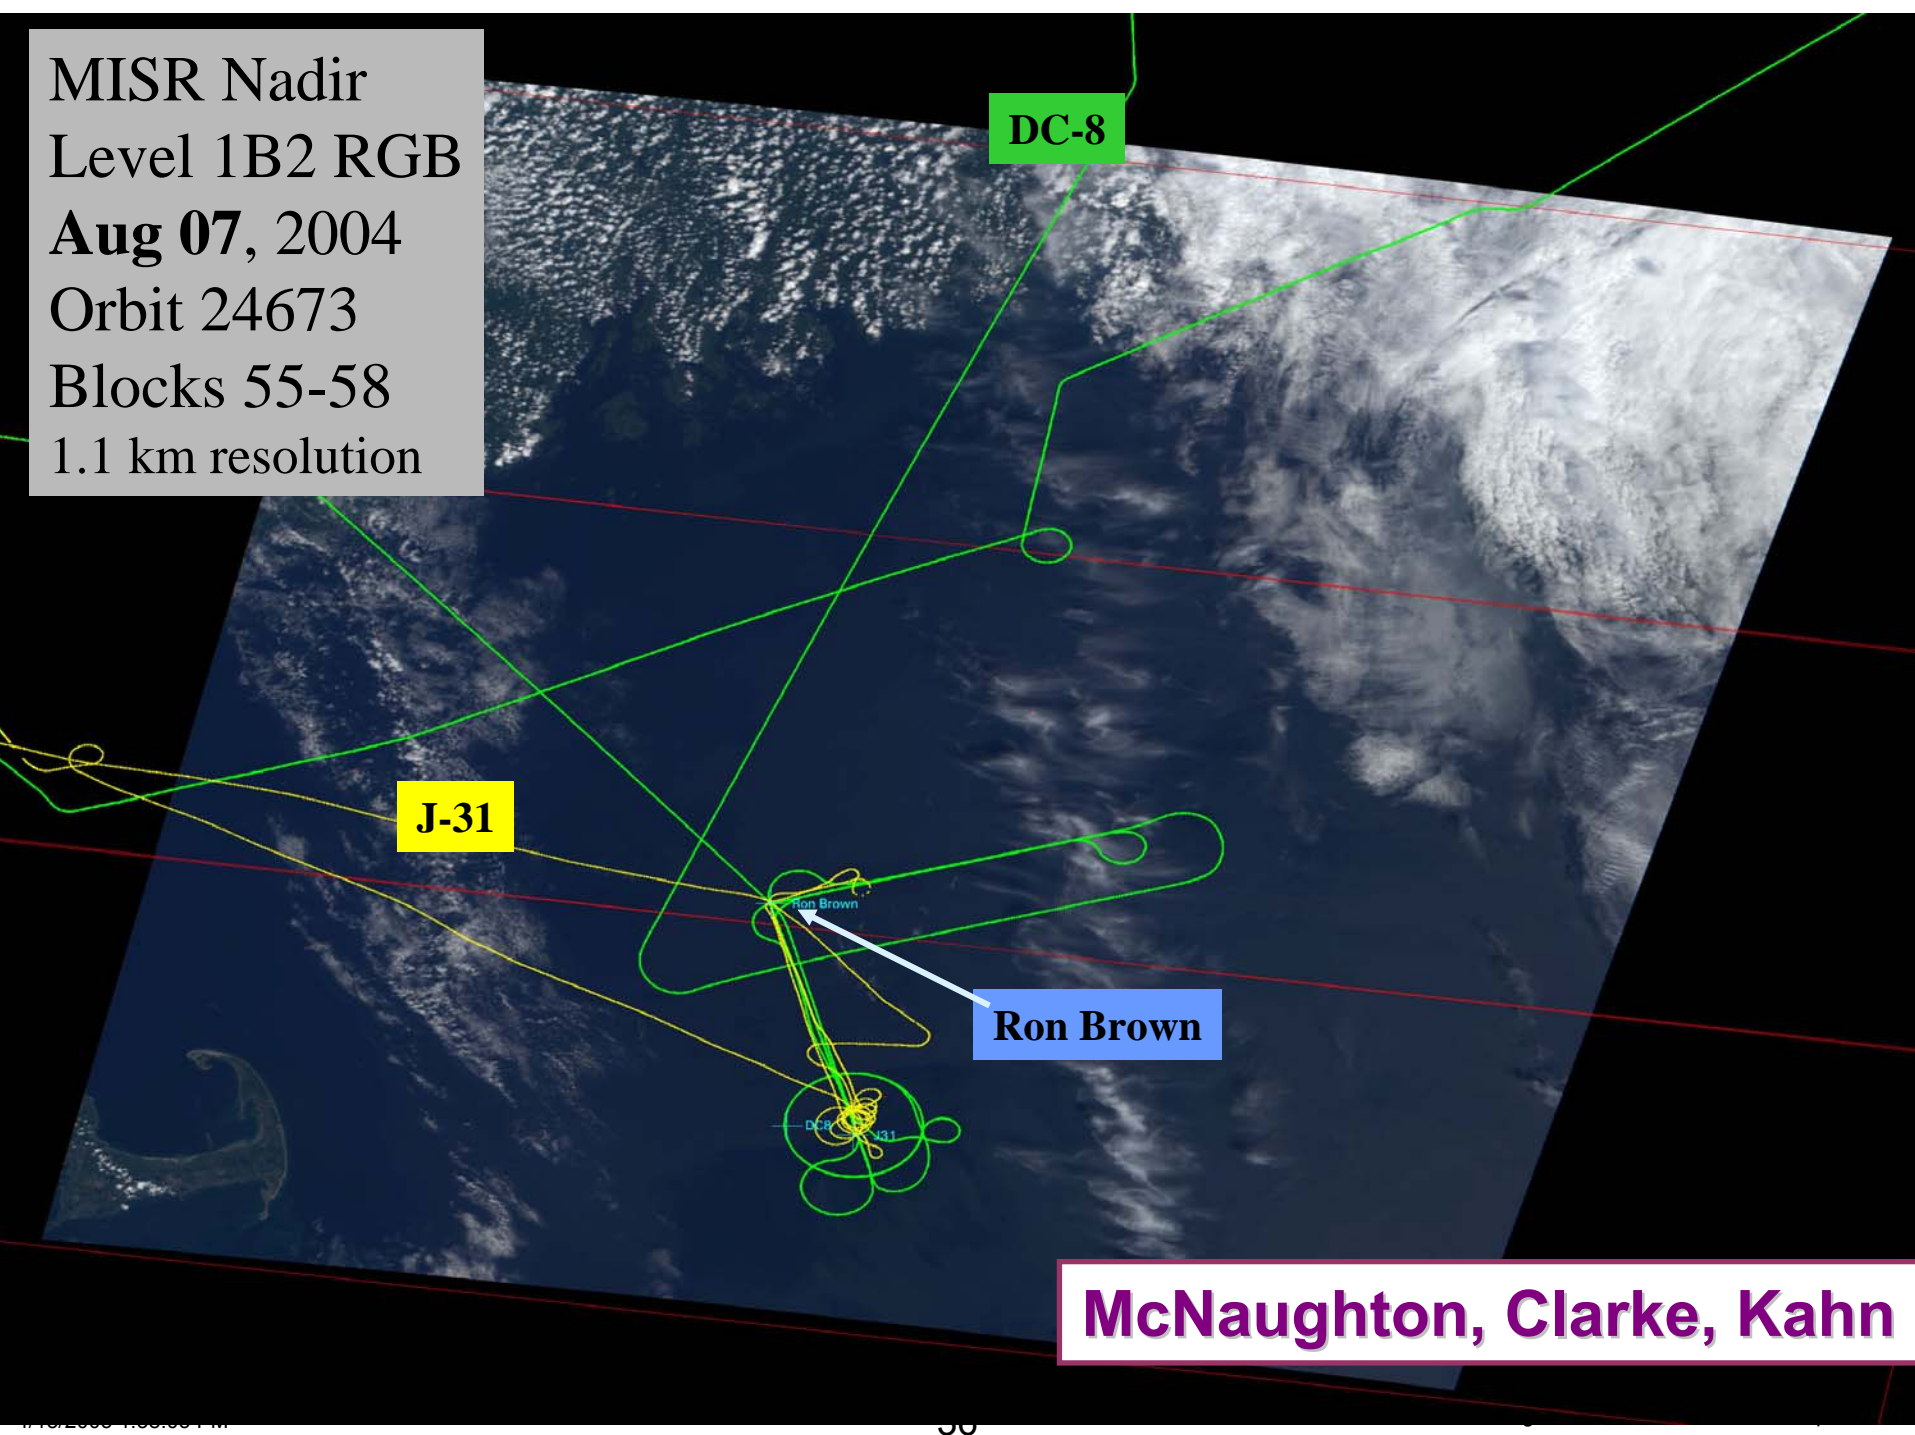 MISR Nadir
Level 1B2 RGB
Aug 07, 2004
Orbit 24673
Blocks 55-58
1.1 km resolution
DC-8
J-31
Ron Brown
Ron Brown
DC8
J31
McNaughton, Clarke, Kahn